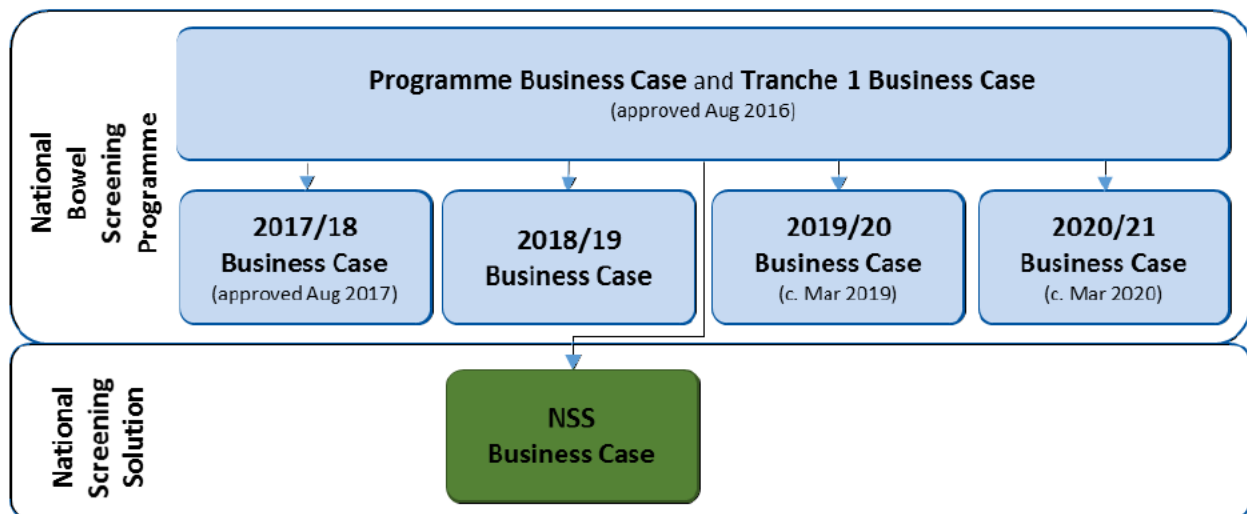 National
Bowel
Screening
Programme
Programme Business Case and Tranche 1 Business Case
(approved Aug 2016)
2017/18
Business Case
(approved Aug 2017)
2018/19
Business Case
2019/20
Business Case
(c. Mar 2019)
2020/21
Business Case
(c. Mar 2020)
National
Screening
Solution
NSS
Business Case